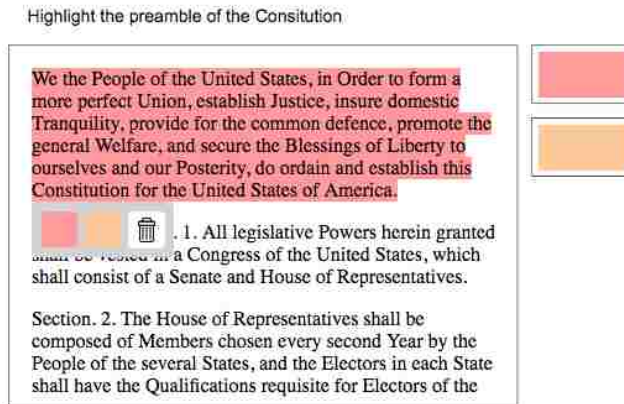 Highlight the preamble of the Consitution
We the People of the United States, in Order to form a
more perfect Union, establish Justice, insure domestic
Tranquility, provide for the common defence, promote the
general Welfare, and secure the Blessings of Liberty to
ourselves and our Posterity, do ordain and establish this
Constitution for the United States of America.
. 1. All legislative Powers herein granted
a Congress of the United States, which
shall consist of a Senate and House of Representatives.
Section. 2. The House of Representatives shall be
composed of Members chosen every second Year by the
People of the several States, and the Electors in each State
shall have the Qualifications requisite for Electors of the